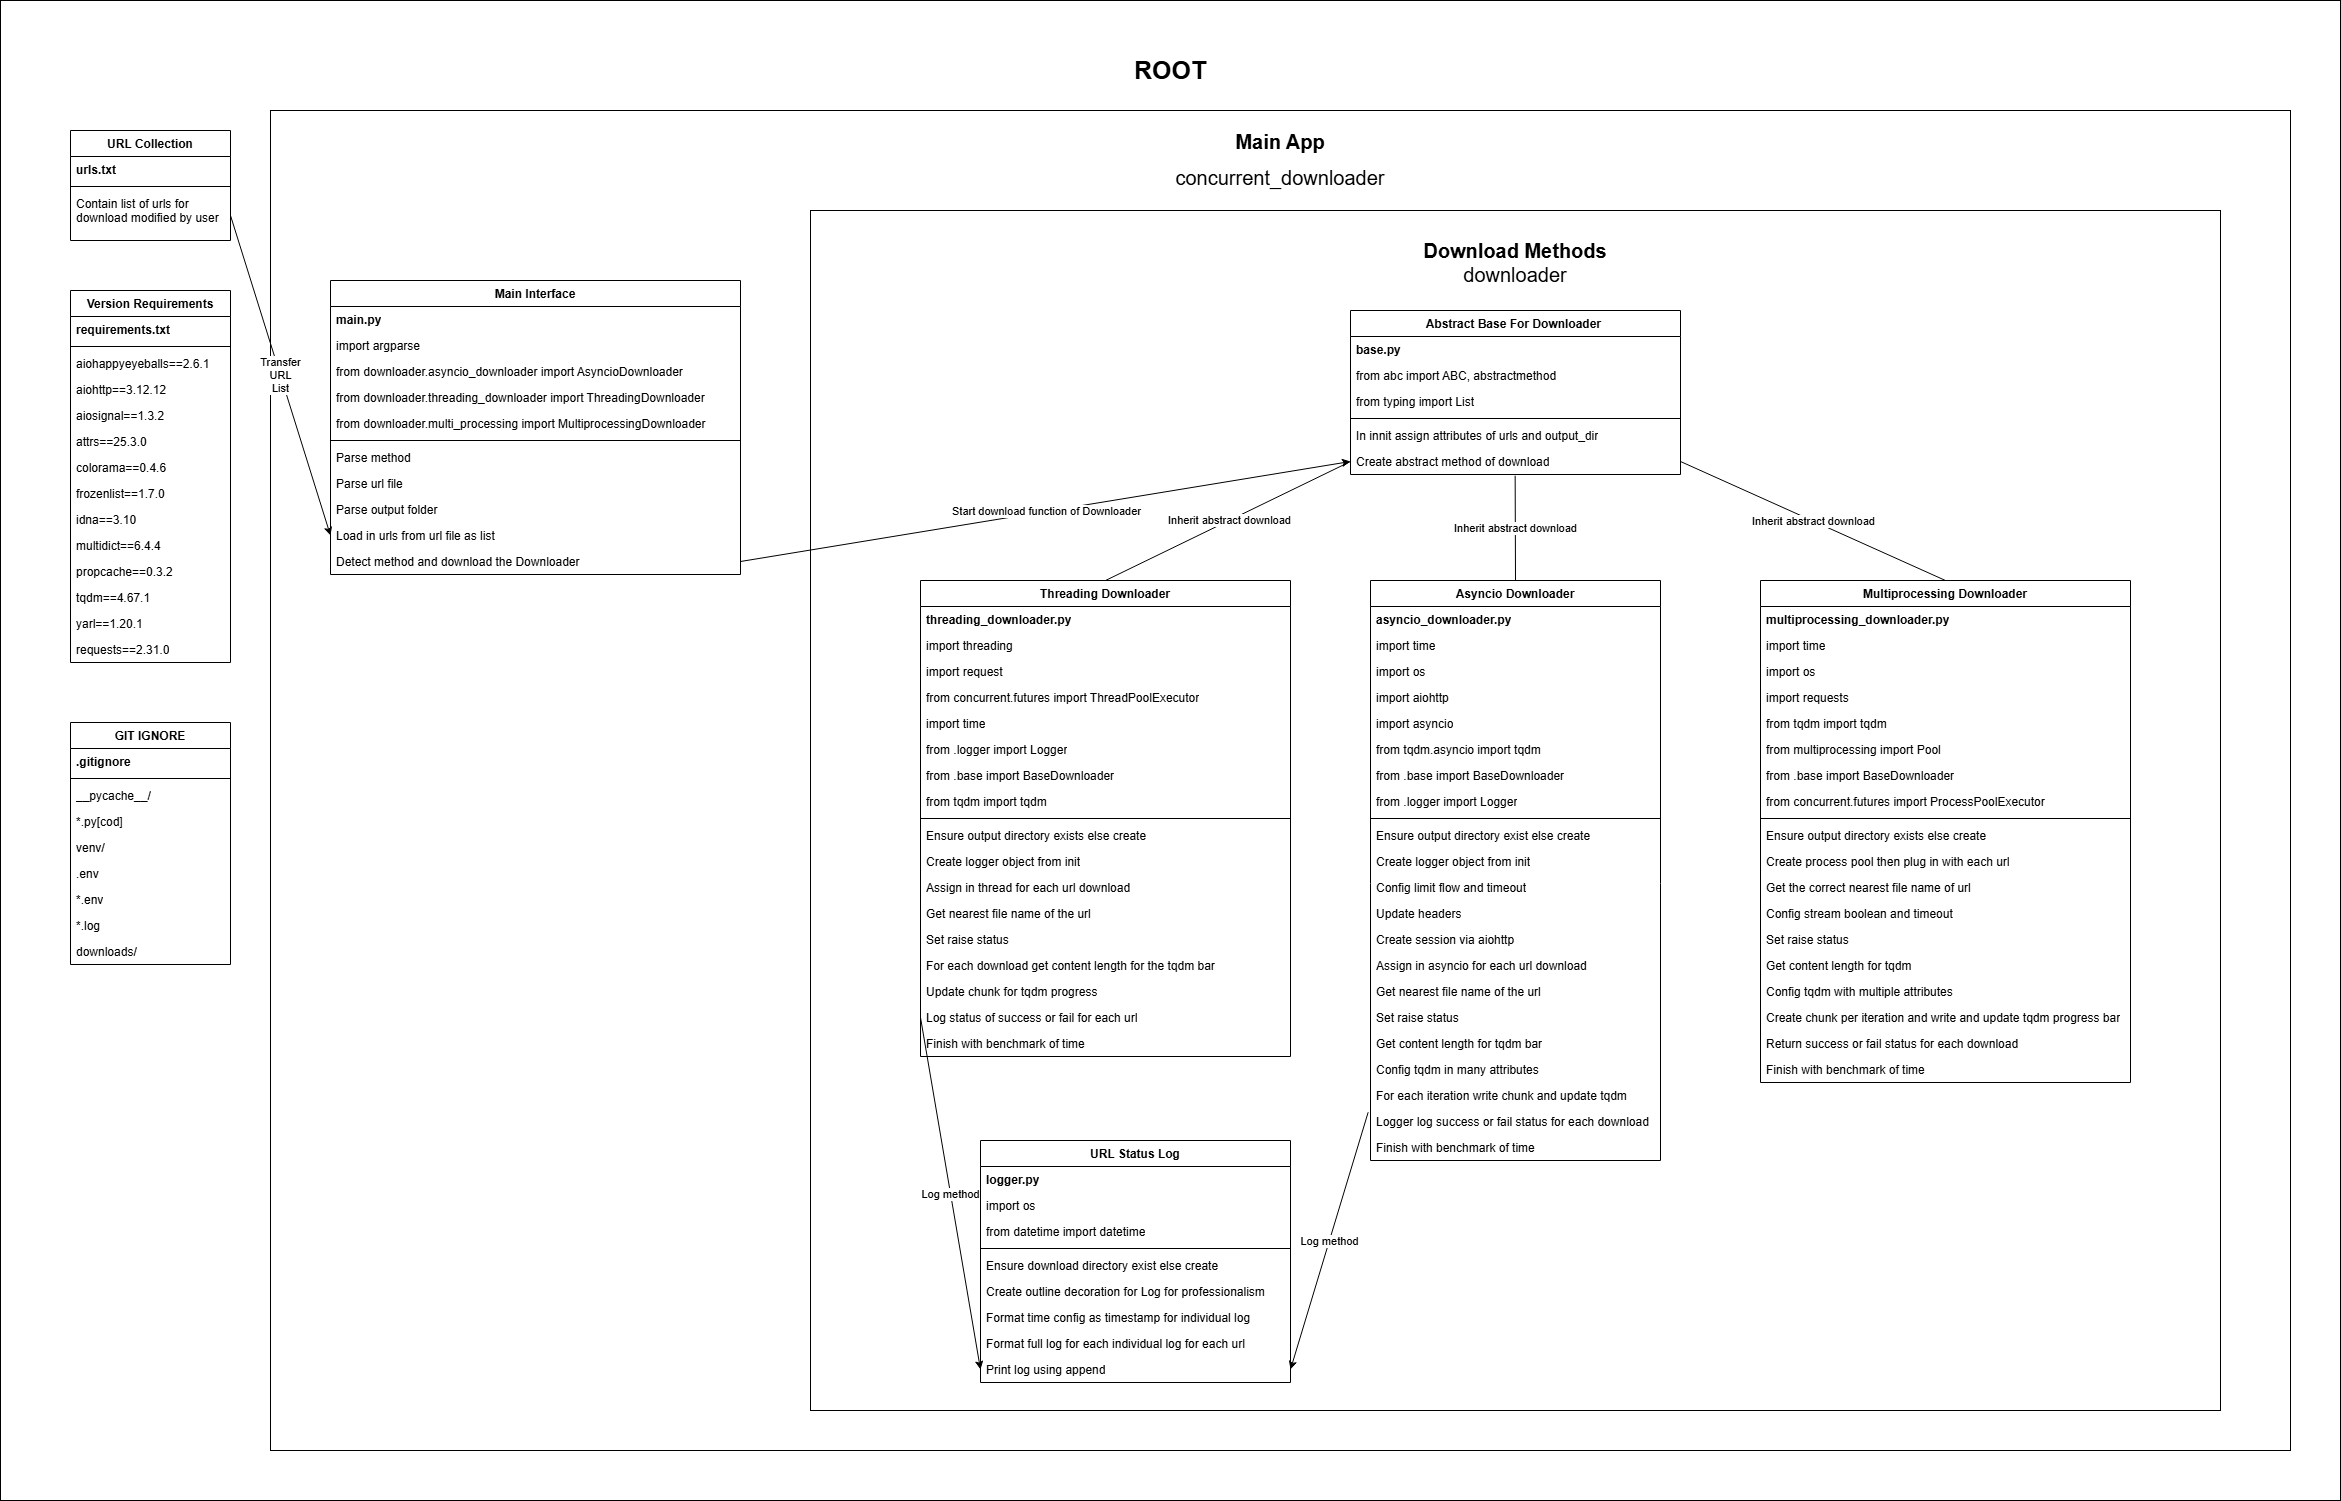 ROOT
URL Collection
urls.txt
Contain list of urls for
download modified by user
Version Requirements
requirements.txt
aiohappyeyeballs==2.6.1
aiohttp==3.12.12
aiosignal==1.3.2
attrs==25.3.0
colorama==0.4.6
frozenlist==1.7.0
idna==3.10
multidict==6.4.4
propcache==0.3.2
tqdm==4.67.1
yarl==1.20.1
requests==2.31.0
GIT IGNORE
.gitignore
__pycache__/
*.py[cod]
venv/
.env
*.env
*.log
downloads/
Transfer
URL
List
Main App
concurrent_downloader
Main Interface
main.py
import argparse
from downloader.asyncio_downloader import AsyncioDownloader
from downloader.threading_downloader import ThreadingDownloader
from downloader.multi_processing import MultiprocessingDownloader
Parse method
Parse url file
Parse output folder
Load in urls from url file as list
Detect method and download the Downloader
Start download function of Downloader
Download Methods
downloader
Abstract Base For Downloader
base.py
from abc import ABC, abstractmethod
from typing import List
In innit assign attributes of urls and output_dir
Create abstract method of download
Inherit abstract download
Inherit abstract download
Inherit abstract download
Threading Downloader
threading_downloader.py
import threading
import request
from concurrent.futures import ThreadPoolExecutor
import time
from .logger import Logger
from .base import BaseDownloader
from tqdm import tqdm
Ensure output directory exists else create
Create logger object from init
Assign in thread for each url download
Get nearest file name of the url
Set raise status
For each download get content length for the tqdm bar
Update chunk for tqdm progress
Log status of success or fail for each url
Finish with benchmark of time
Asyncio Downloader
asyncio_downloader.py
import time
import os
import aiohttp
import asyncio
from tqdm.asyncio import tqdm
from .base import BaseDownloader
from .logger import Logger
Ensure output directory exist else create
Create logger object from init
Config limit flow and timeout
Update headers
Create session via aiohttp
Assign in asyncio for each url download
Get nearest file name of the url
Set raise status
Get content length for tqdm bar
Config tqdm in many attributes
For each iteration write chunk and update tqdm
Logger log success or fail status for each download
Finish with benchmark of time
Multiprocessing Downloader
multiprocessing_downloader.py
import time
import os
import requests
from tqdm import tqdm
from multiprocessing import Pool
from .base import BaseDownloader
from concurrent.futures import ProcessPoolExecutor
Ensure output directory exists else create
Create process pool then plug in with each url
Get the correct nearest file name of url
Config stream boolean and timeout
Set raise status
Get content length for tqdm
Config tqdm with multiple attributes
Create chunk per iteration and write and update tqdm progress bar
Return success or fail status for each download
Finish with benchmark of time
Log method
Log method
URL Status Log
logger.py
import os
from datetime import datetime
Ensure download directory exist else create
Create outline decoration for Log for professionalism
Format time config as timestamp for individual log
Format full log for each individual log for each url
Print log using append